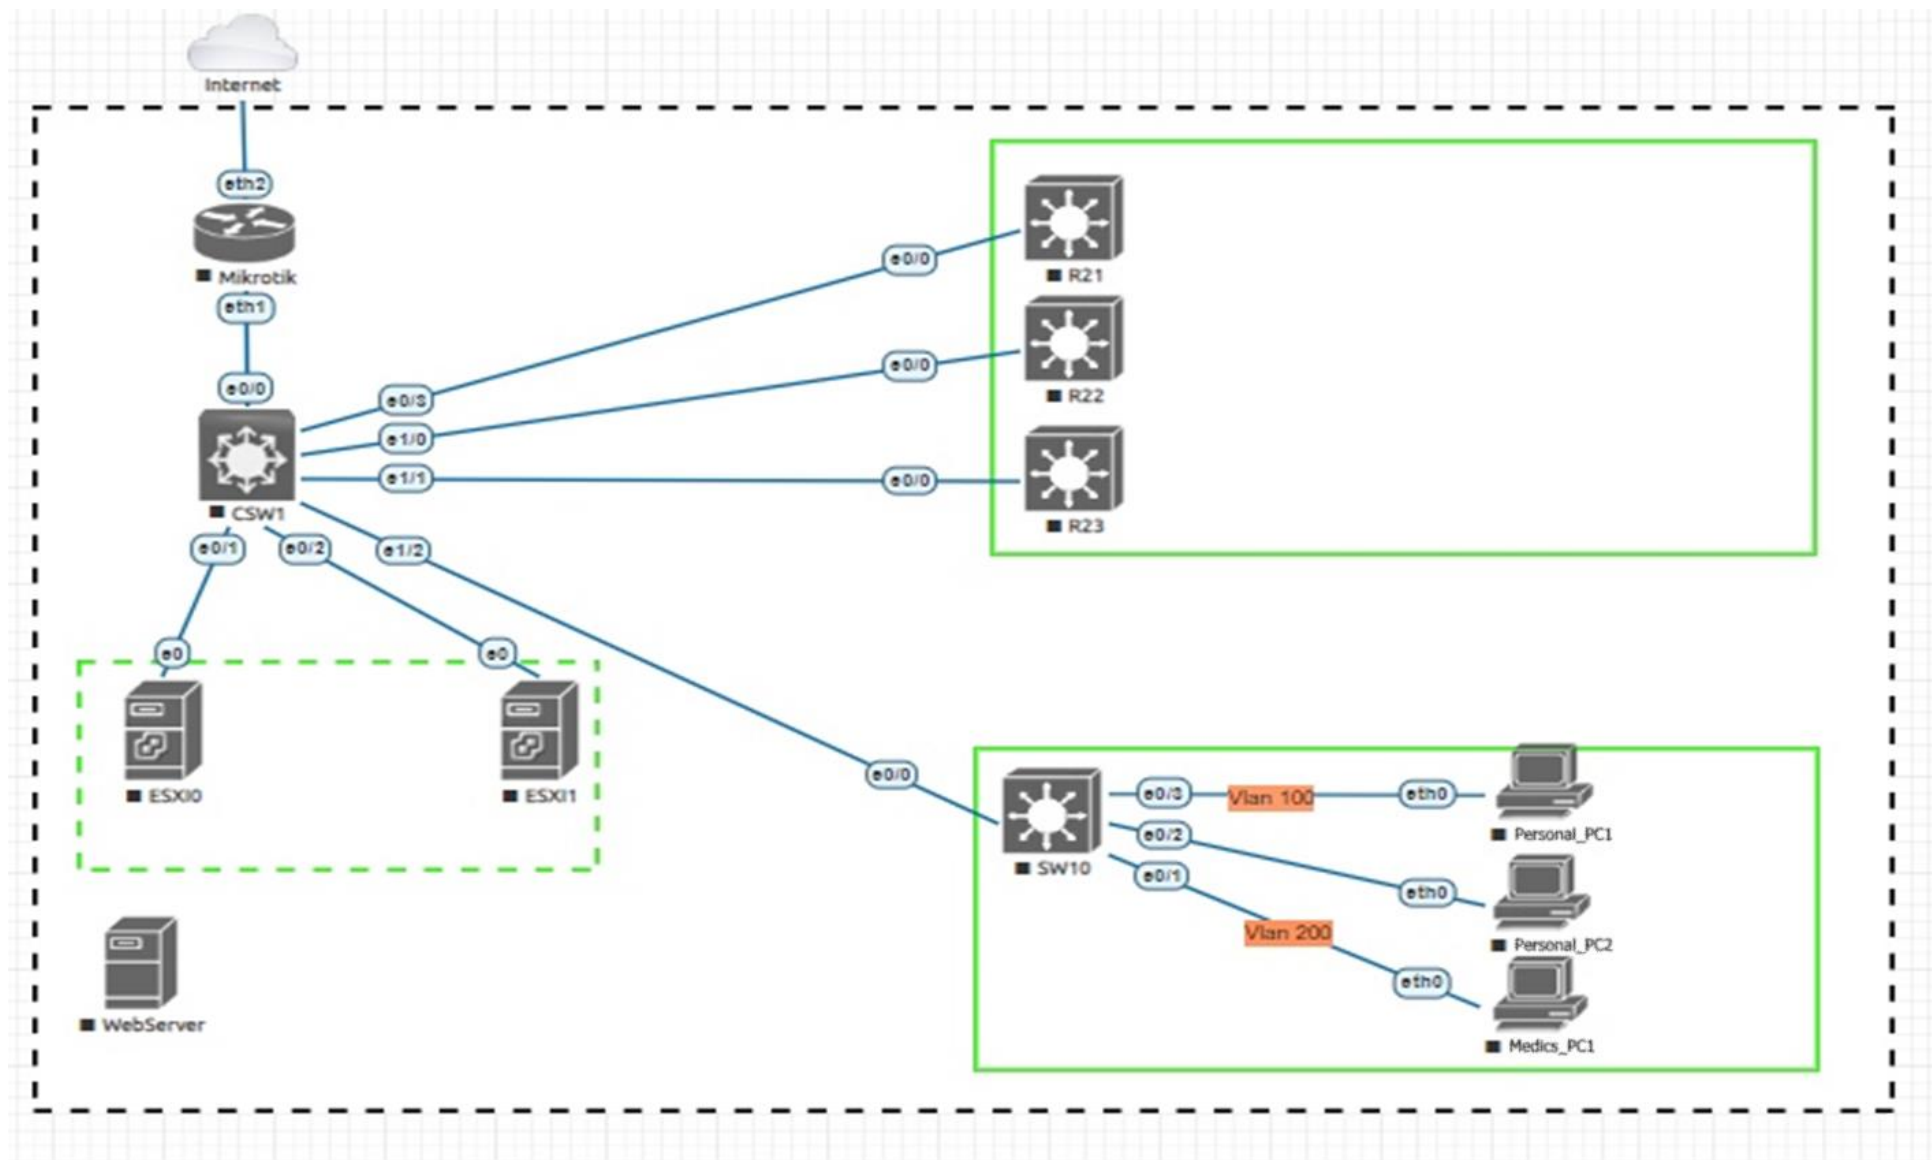 Internet
eth2
Mikrotik
eth1
e0/0
e0/0
R21
e0/0
R22
e0/3
e1/0
e1/1
e0/0
R23
CSW1
e0/1
e0/2
e1/2
e0
e0
ESXI0
ESXI1
e0/0
SW10
e0/3
Vlan 100
eth0
Personal_PC1
e0/2
eth0
Personal_PC2
e0/1
Vlan 200
eth0
Medics_PC1
WebServer